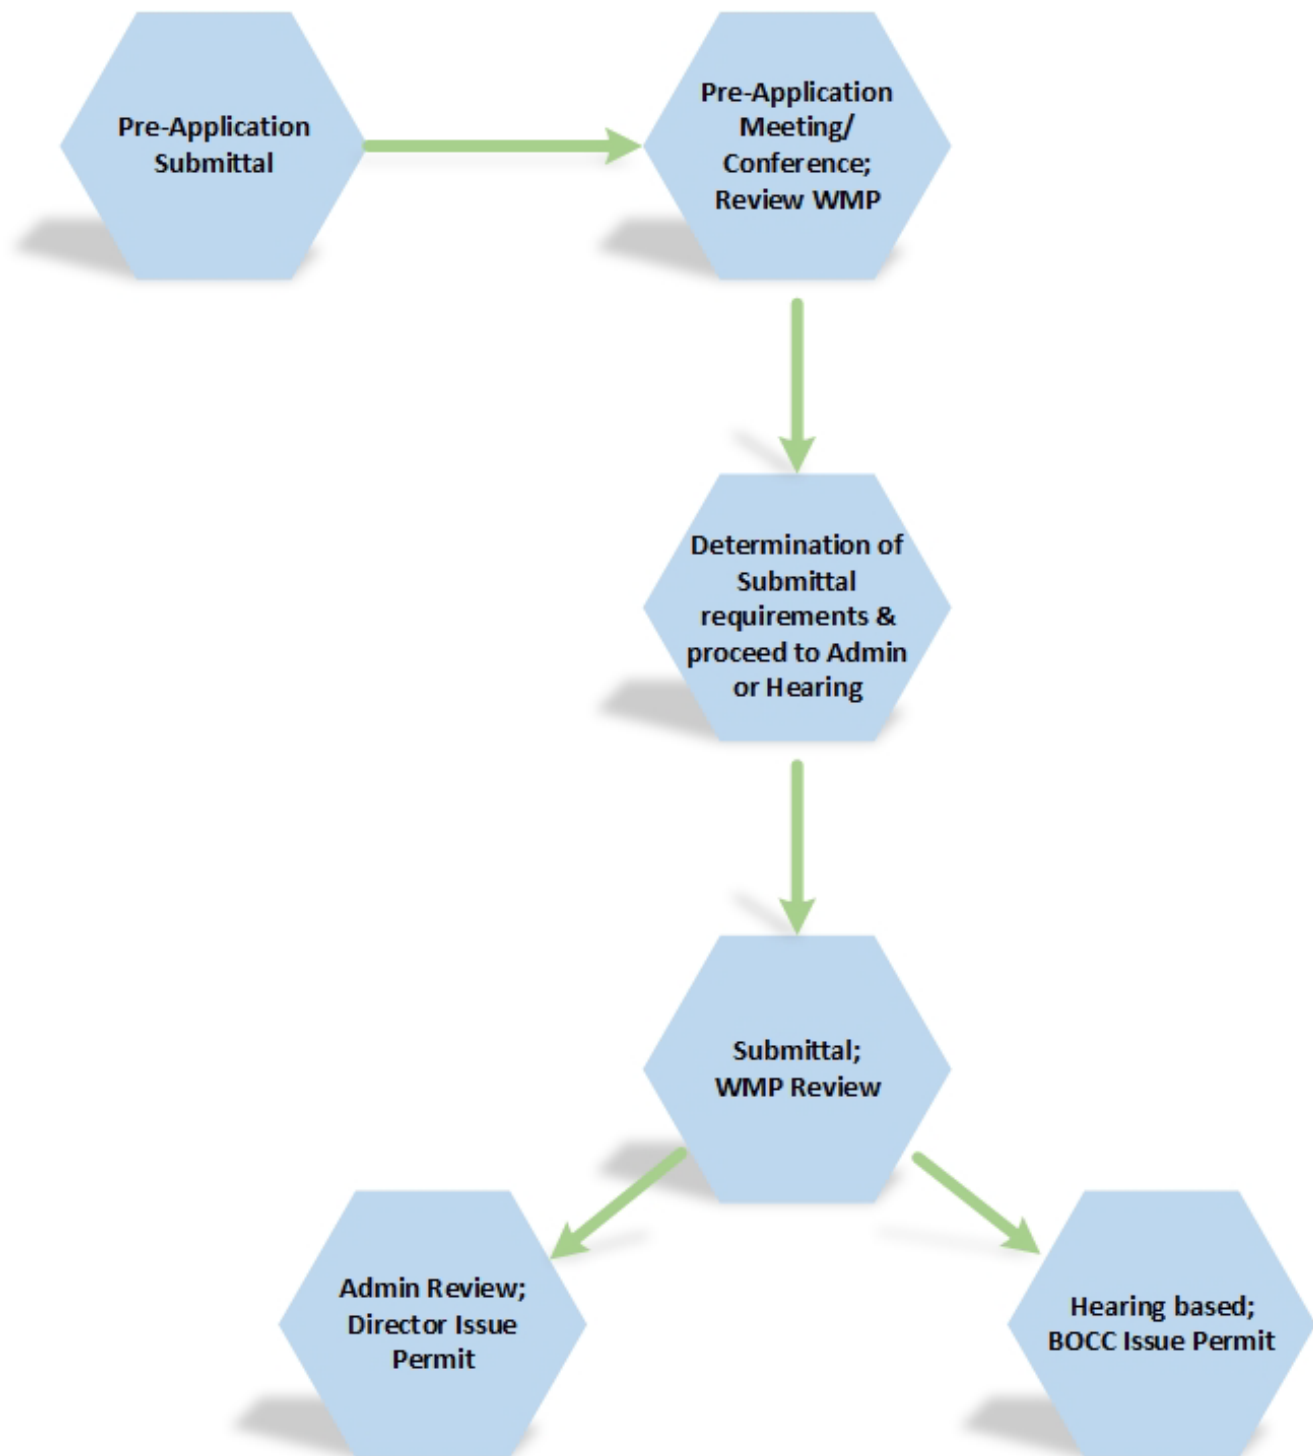 Pre-Application
Submittal
Pre-Application
Meeting/
Conference;
Review WMP
Determination of
Submittal
requirements &
proceed to Admin
or Hearing
Submittal;
WMP Review
Admin Review;
Director Issue
Permit
Hearing based;
BOCC Issue Permit